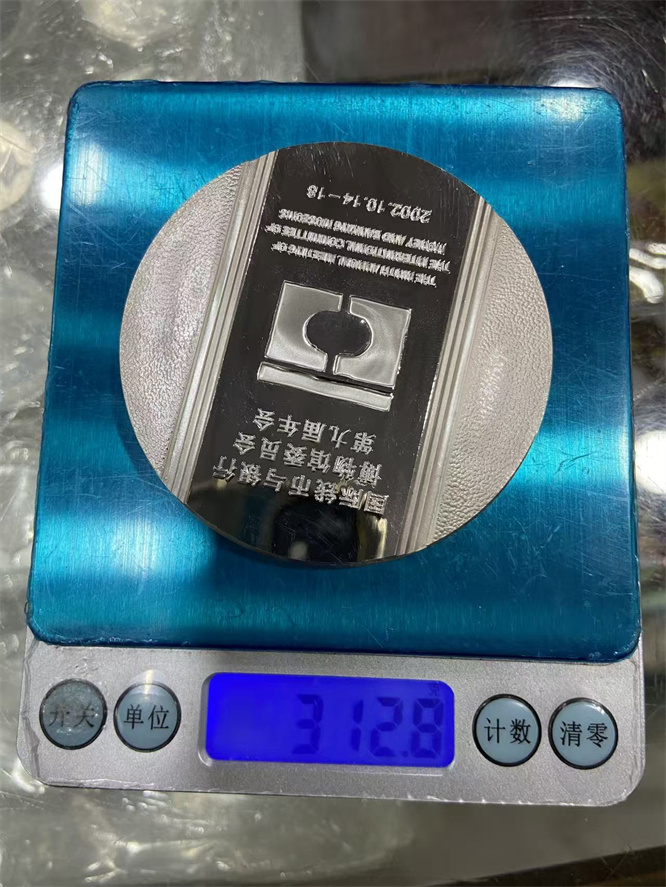 国际钱币与银行
博物馆委员会
第九届年会
THE NINTH ANNUAL MEETING OF
THE INTERNATIONAL COMMITTEE OF
MONEY AND BANKING MUSEUMS
2002.10.14-18
312.8
开关
单位
计数
清零